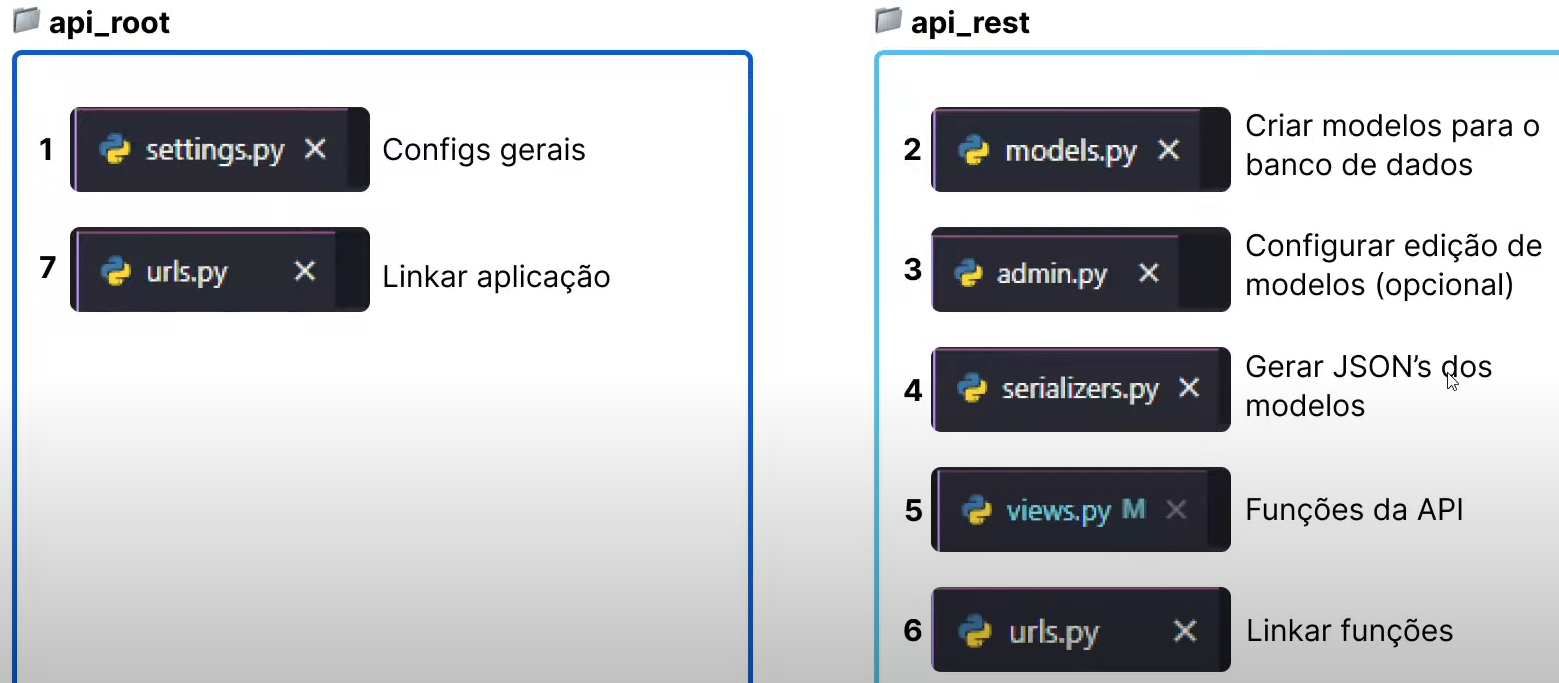 api_root
1 settings.py ✕ Configs gerais
7 urls.py ✕ Linkar aplicação
api_rest
2 models.py ✕ Criar modelos para o
banco de dados
3 admin.py ✕ Configurar edição de
modelos (opcional)
4 serializers.py ✕ Gerar JSON’s dos
modelos
5 views.py M ✕ Funções da API
6 urls.py ✕ Linkar funções